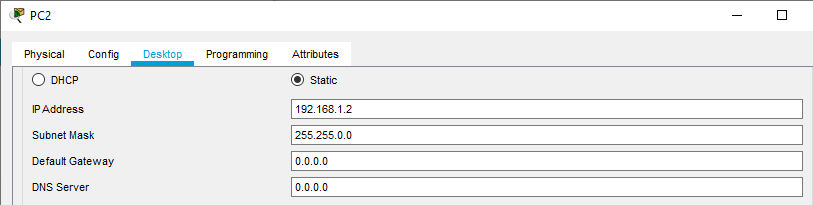 PC2
Physical Config Desktop Programming Attributes
DHCP Static
IP Address 192.168.1.2
Subnet Mask 255.255.0.0
Default Gateway 0.0.0.0
DNS Server 0.0.0.0